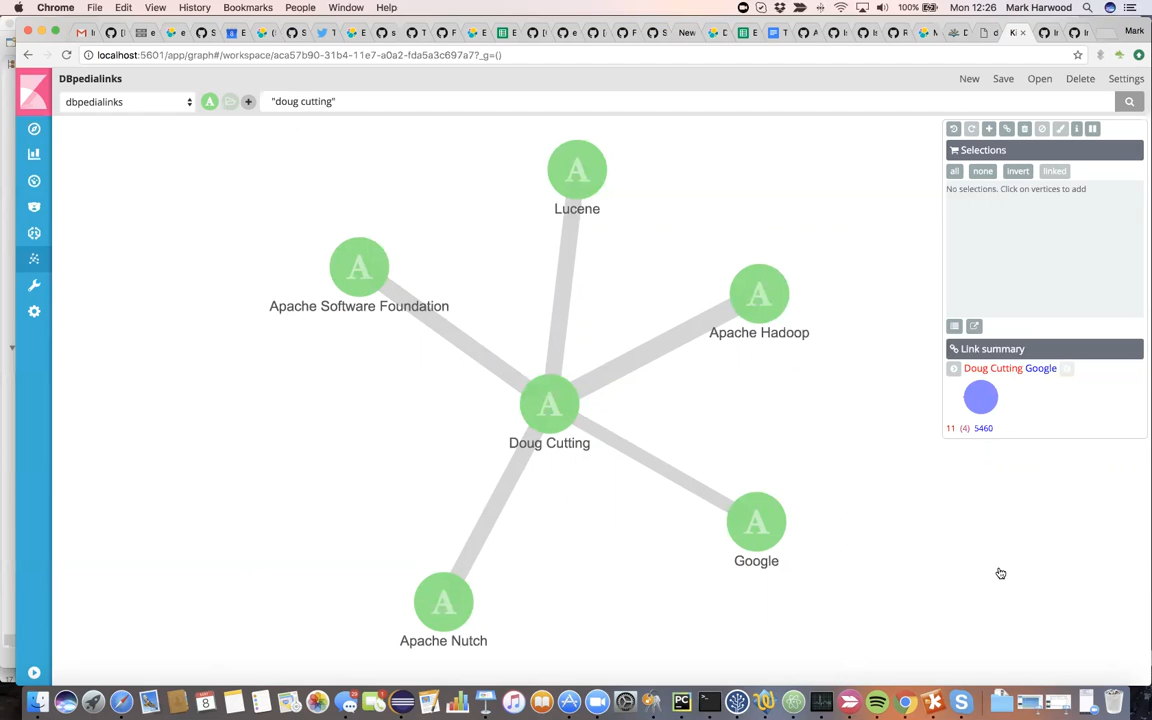 Chrome File Edit View History Bookmarks People Window Help 100% Mon 12:26 Mark Harwood
New Mark
localhost:5601/app/graph#/workspace/aca57b90-31b4-11e7-a0a2-fda5a3c697a7?_g=()
DBpedialinks New Save Open Delete Settings
dbpedialinks A "doug cutting"
Selections
all none invert linked
No selections. Click on vertices to add
A
Lucene
A
Apache Software Foundation
A
Apache Hadoop
Link summary
Doug Cutting Google
11 (4) 5460
A
Doug Cutting
A
Google
A
Apache Nutch